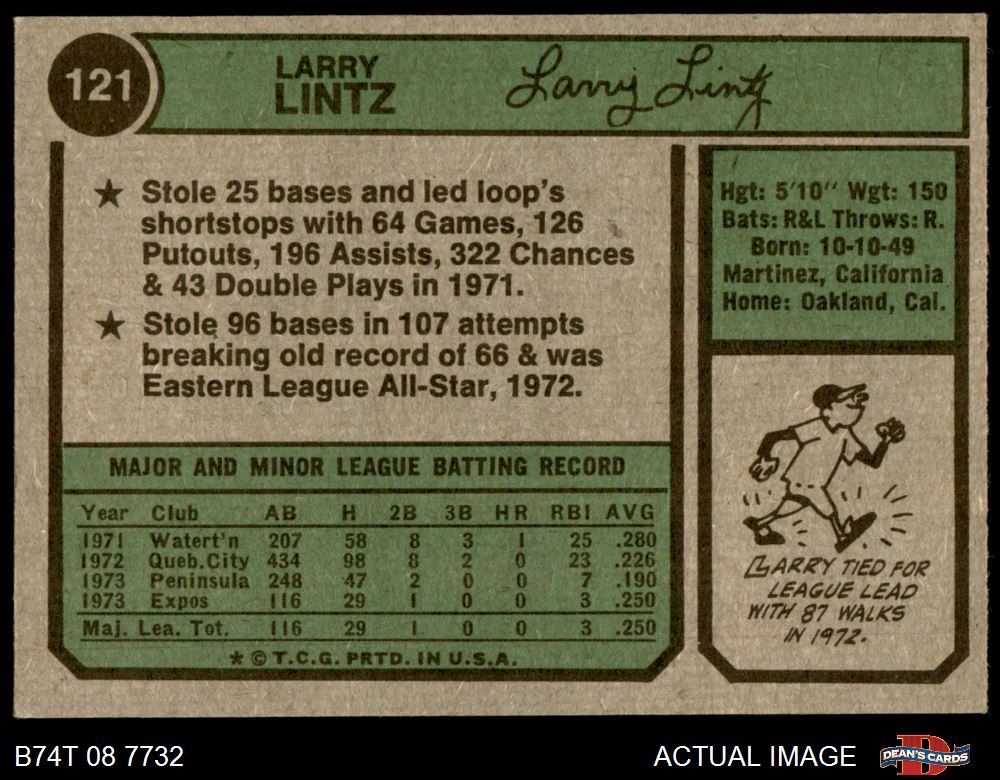 121
LARRY
LINTZ
Larry Lintz
★ Stole 25 bases and led loop's
shortstops with 64 Games, 126
Putouts, 196 Assists, 322 Chances
& 43 Double Plays in 1971.
★ Stole 96 bases in 107 attempts
breaking old record of 66 & was
Eastern League All-Star, 1972.
Hgt: 5'10" Wgt: 150
Bats: R&L Throws: R.
Born: 10-10-49
Martinez, California
Home: Oakland, Cal.
MAJOR AND MINOR LEAGUE BATTING RECORD
Year Club AB H 2B 3B HR RBI AVG
1971 Watert'n 207 58 8 3 1 25 .280
1972 Queb.City 434 98 8 2 0 23 .226
1973 Peninsula 248 47 2 0 0 7 .190
1973 Expos 116 29 1 0 0 3 .250
Maj. Lea. Tot. 116 29 1 0 0 3 .250
* © T.C.G. PRTD. IN U.S.A.
LARRY TIED FOR
LEAGUE LEAD
WITH 87 WALKS
IN 1972.
B74T 08 7732
ACTUAL IMAGE
D
DEAN'S CARDS